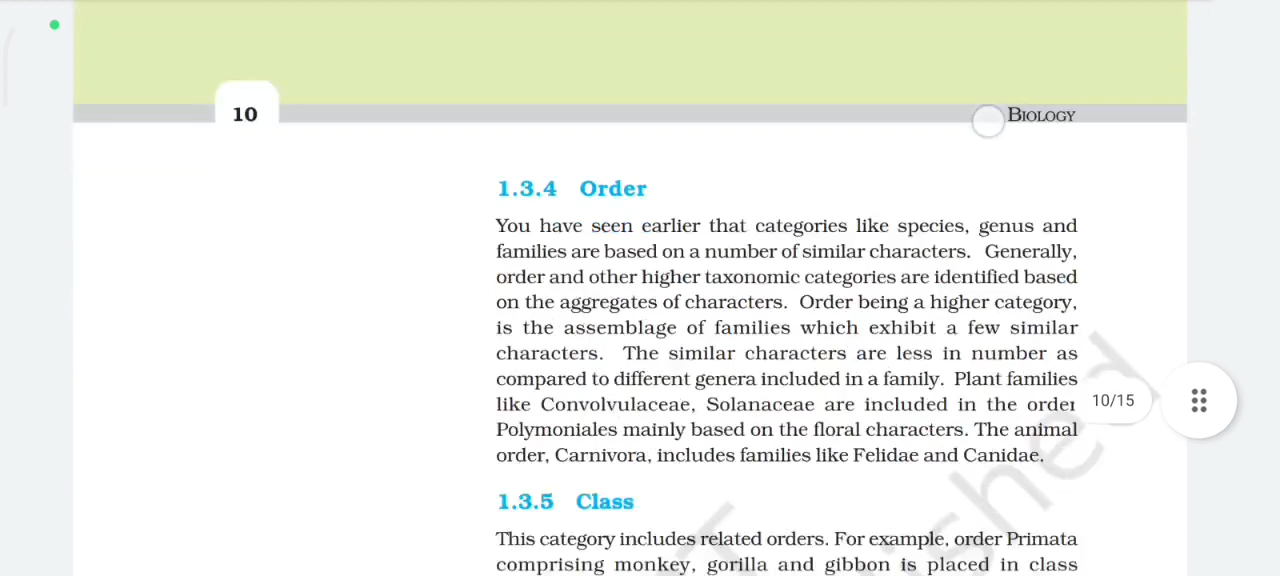 10
BIOLOGY
1.3.4 Order
You have seen earlier that categories like species, genus and
families are based on a number of similar characters. Generally,
order and other higher taxonomic categories are identified based
on the aggregates of characters. Order being a higher category,
is the assemblage of families which exhibit a few similar
characters. The similar characters are less in number as
compared to different genera included in a family. Plant families
like Convolvulaceae, Solanaceae are included in the order
Polymoniales mainly based on the floral characters. The animal
order, Carnivora, includes families like Felidae and Canidae.
10/15
1.3.5 Class
This category includes related orders. For example, order Primata
comprising monkey, gorilla and gibbon is placed in class